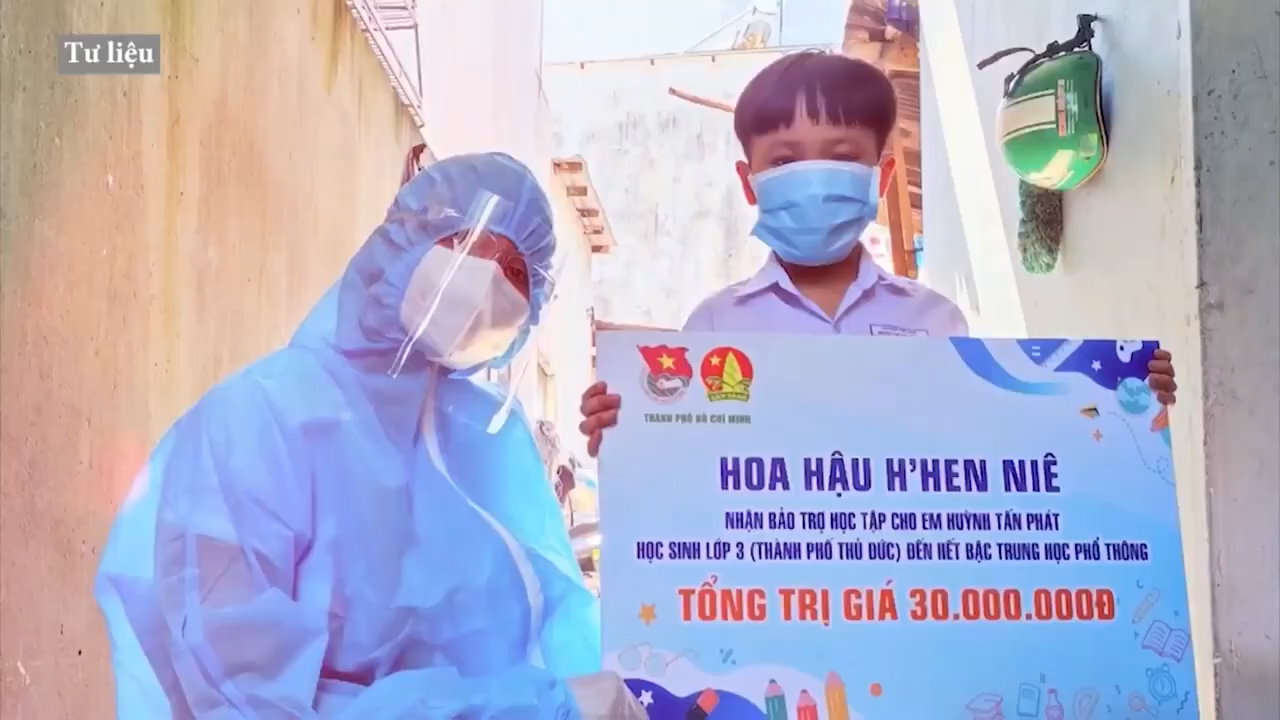 Tư liệu
THÀNH PHỐ HỒ CHÍ MINH
HOA HẬU H'HEN NIÊ
NHẬN BẢO TRỢ HỌC TẬP CHO EM HUỲNH TẤN PHÁT
HỌC SINH LỚP 3 (THÀNH PHỐ THỦ ĐỨC) ĐẾN HẾT BẬC TRUNG HỌC PHỔ THÔNG
TỔNG TRỊ GIÁ 30.000.000Đ